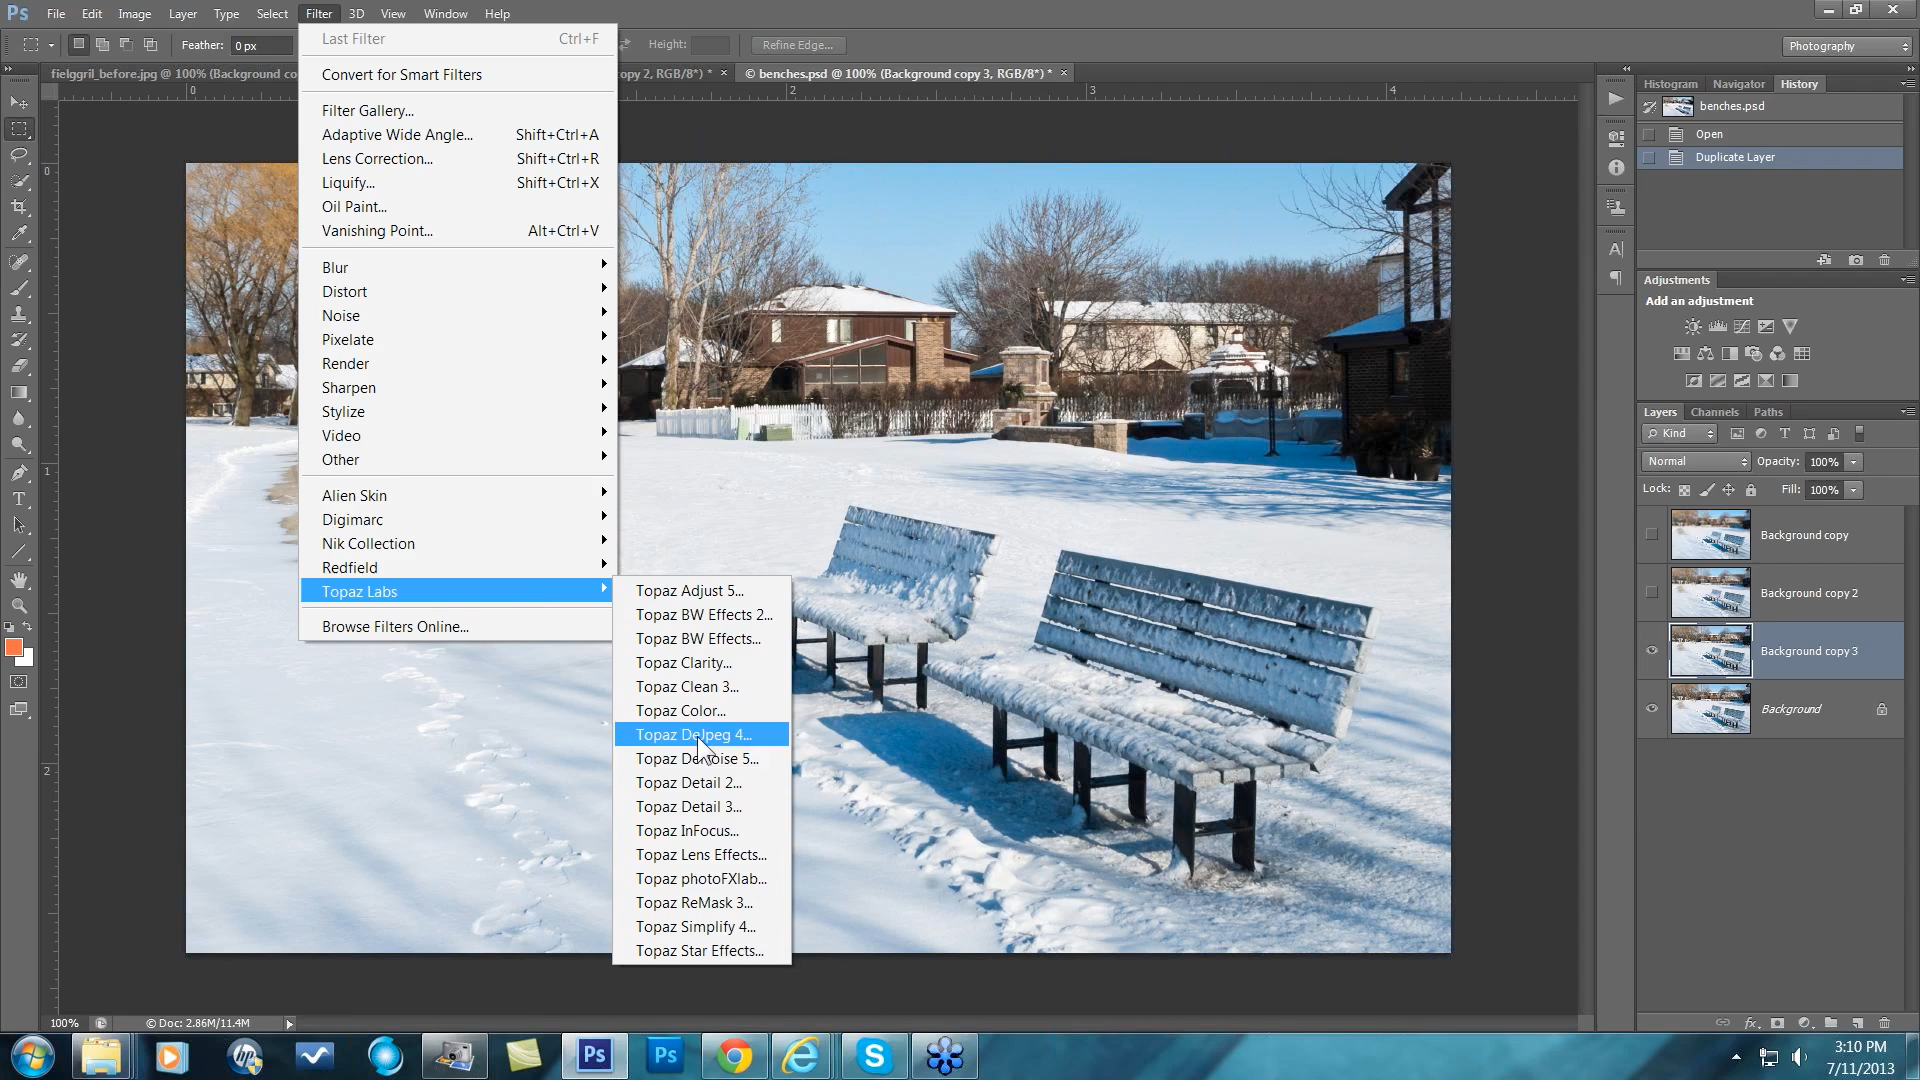 Ps File Edit Image Layer Type Select Filter 3D View Window Help
Feather: 0 px
Height:
Refine Edge...
Photography
fielggril_before.jpg @ 100% (Background co
opy 2, RGB/8*) * ×
© benches.psd @ 100% (Background copy 3, RGB/8*) * ×
0 2 3 4
0
1
2
Last Filter Ctrl+F
Convert for Smart Filters
Filter Gallery...
Adaptive Wide Angle... Shift+Ctrl+A
Lens Correction... Shift+Ctrl+R
Liquify... Shift+Ctrl+X
Oil Paint...
Vanishing Point... Alt+Ctrl+V
Blur
Distort
Noise
Pixelate
Render
Sharpen
Stylize
Video
Other
Alien Skin
Digimarc
Nik Collection
Redfield
Topaz Labs
Browse Filters Online...
Topaz Adjust 5...
Topaz BW Effects 2...
Topaz BW Effects...
Topaz Clarity...
Topaz Clean 3...
Topaz Color...
Topaz DeJpeg 4...
Topaz DeNoise 5...
Topaz Detail 2...
Topaz Detail 3...
Topaz InFocus...
Topaz Lens Effects...
Topaz photoFXlab...
Topaz ReMask 3...
Topaz Simplify 4...
Topaz Star Effects...
Histogram Navigator History
benches.psd
Open
Duplicate Layer
Adjustments
Add an adjustment
Layers Channels Paths
Kind
Normal Opacity: 100%
Lock: Fill: 100%
Background copy
Background copy 2
Background copy 3
Background
100% © Doc: 2.86M/11.4M
3:10 PM
7/11/2013